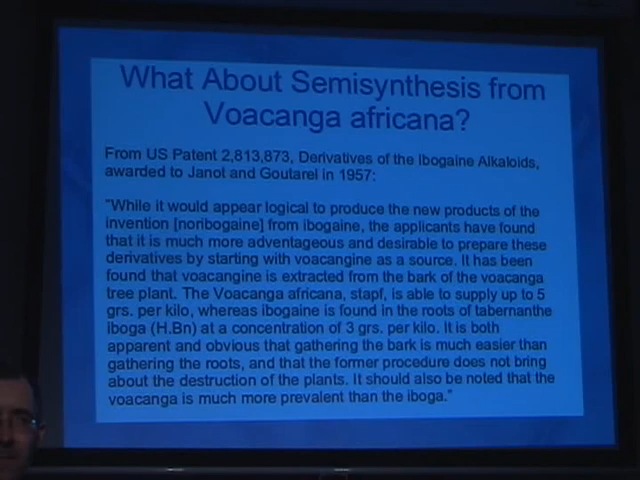 What About Semisynthesis from
Voacanga africana?
From US Patent 2,813,873, Derivatives of the Ibogaine Alkaloids,
awarded to Janot and Goutarel in 1957:
"While it would appear logical to produce the new products of the
invention [noribogaine] from ibogaine, the applicants have found
that it is much more adventageous and desirable to prepare these
derivatives by starting with voacangine as a source. It has been
found that voacangine is extracted from the bark of the voacanga
tree plant. The Voacanga africana, stapf, is able to supply up to 5
grs. per kilo, whereas ibogaine is found in the roots of tabernanthe
iboga (H.Bn) at a concentration of 3 grs. per kilo. It is both
apparent and obvious that gathering the bark is much easier than
gathering the roots, and that the former procedure does not bring
about the destruction of the plants. It should also be noted that the
voacanga is much more prevalent than the iboga."